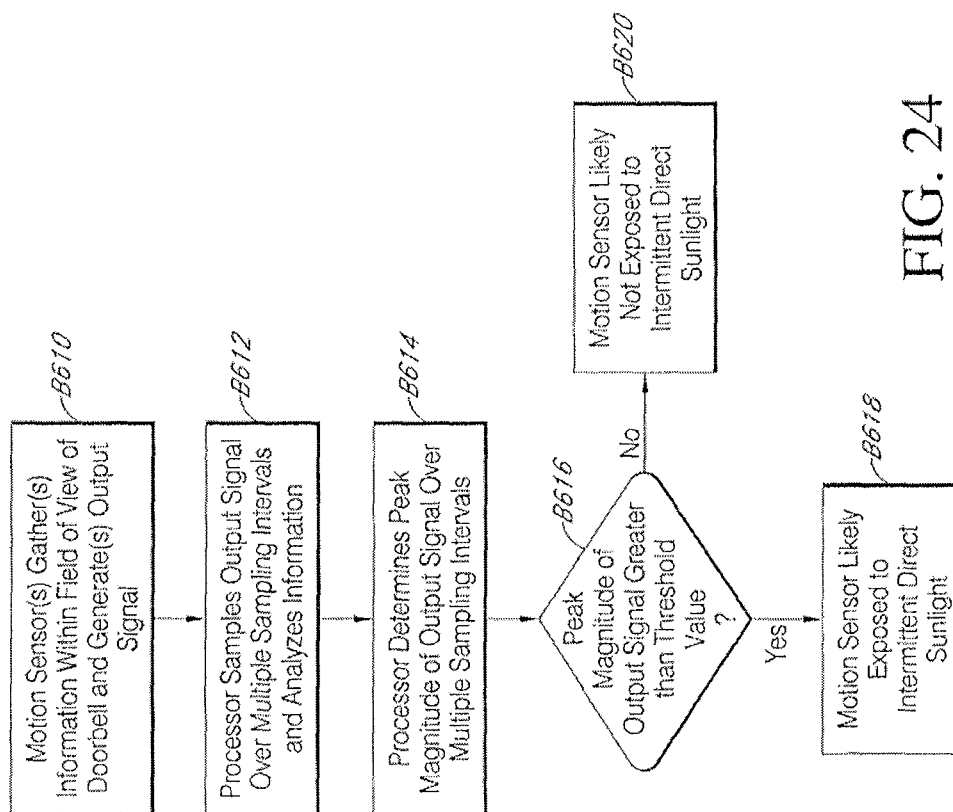 B610
Motion Sensor(s) Gather(s)
Information Within Field of View of
Doorbell and Generate(s) Output
Signal
B612
Processor Samples Output Signal
Over Multiple Sampling Intervals
and Analyzes Information
B614
Processor Determines Peak
Magnitude of Output Signal Over
Multiple Sampling Intervals
B616
Peak
Magnitude of
Output Signal Greater
than Threshold
Value
?
No
B620
Motion Sensor Likely
Not Exposed to
Intermittent Direct
Sunlight
Yes
B618
Motion Sensor Likely
Exposed to
Intermittent Direct
Sunlight
FIG. 24